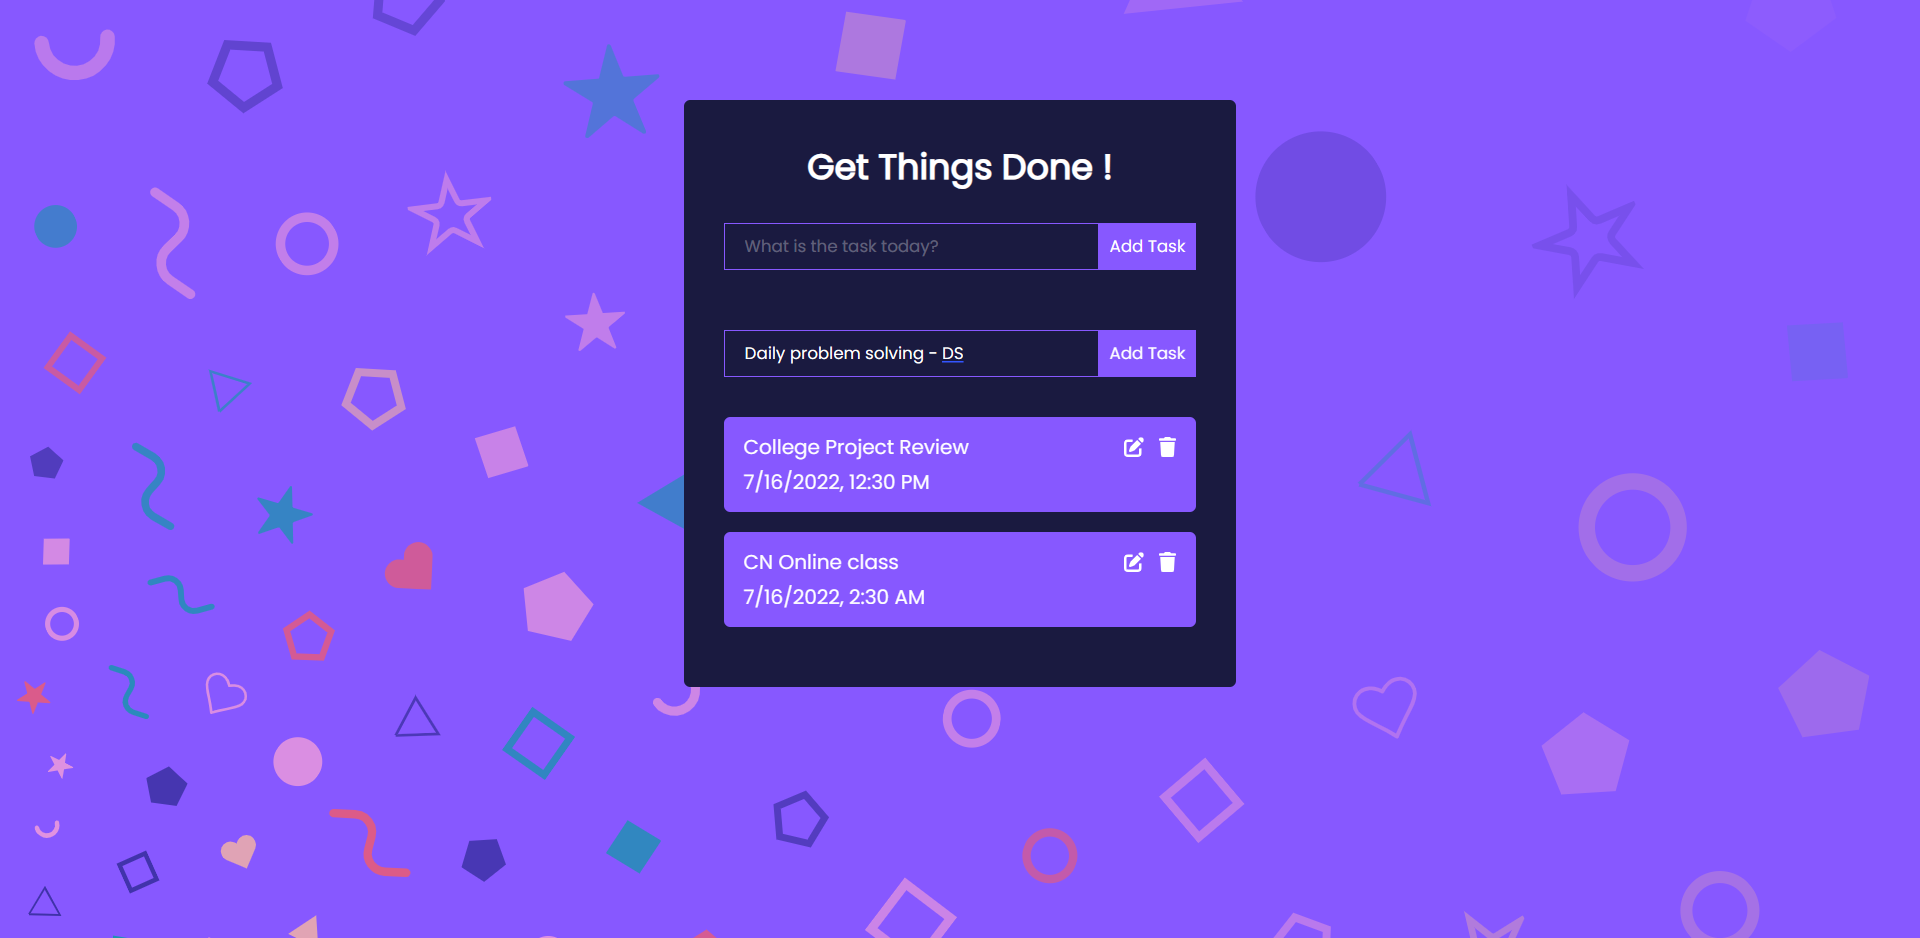 Get Things Done !
What is the task today?
Add Task
Daily problem solving - DS
Add Task
College Project Review
7/16/2022, 12:30 PM
CN Online class
7/16/2022, 2:30 AM